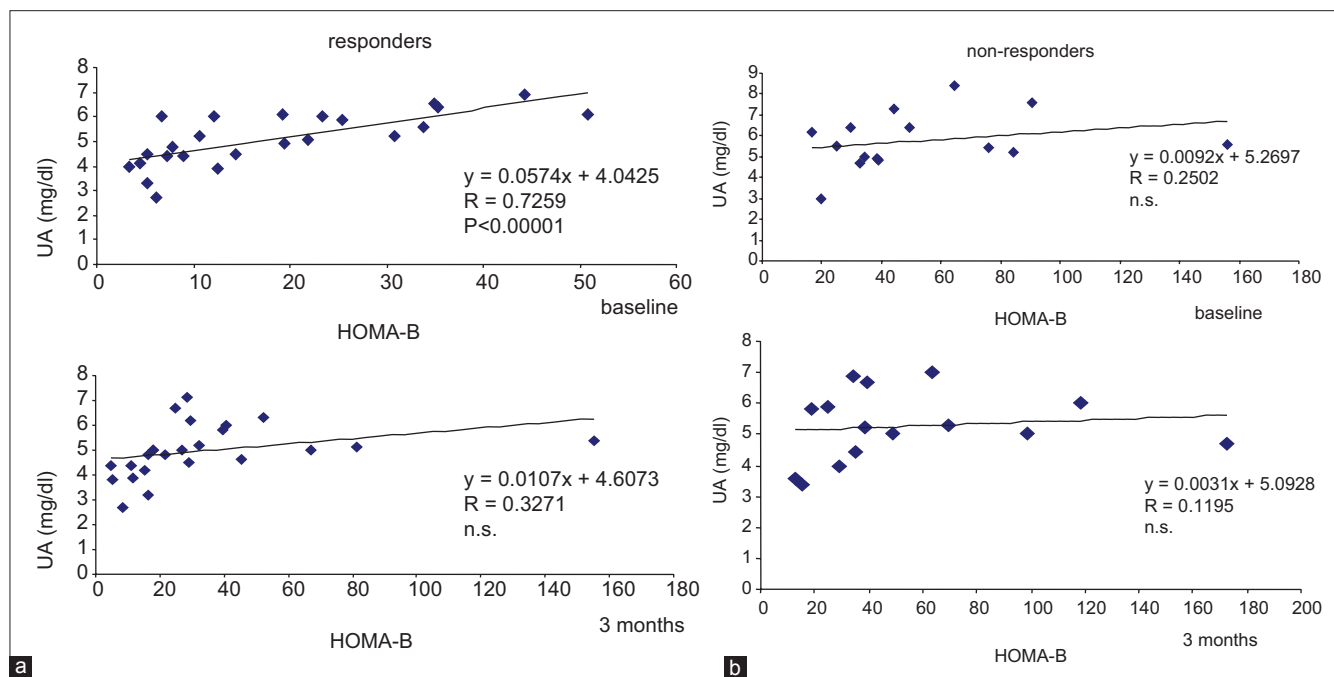 responders
UA (mg/dl)
8
7
6
5
4
3
2
1
0
y = 0.0574x + 4.0425
R = 0.7259
P<0.00001
0 10 20 30 40 50 60
baseline
HOMA-B
UA (mg/dl)
8
7
6
5
4
3
2
1
0
y = 0.0107x + 4.6073
R = 0.3271
n.s.
0 20 40 60 80 100 120 140 160 180
3 months
HOMA-B
a
non-responders
UA (mg/dl)
9
8
7
6
5
4
3
2
1
0
y = 0.0092x + 5.2697
R = 0.2502
n.s.
0 20 40 60 80 100 120 140 160 180
HOMA-B baseline
UA (mg/dl)
8
7
6
5
4
3
2
1
0
y = 0.0031x + 5.0928
R = 0.1195
n.s.
0 20 40 60 80 100 120 140 160 180 200
3 months
HOMA-B
b